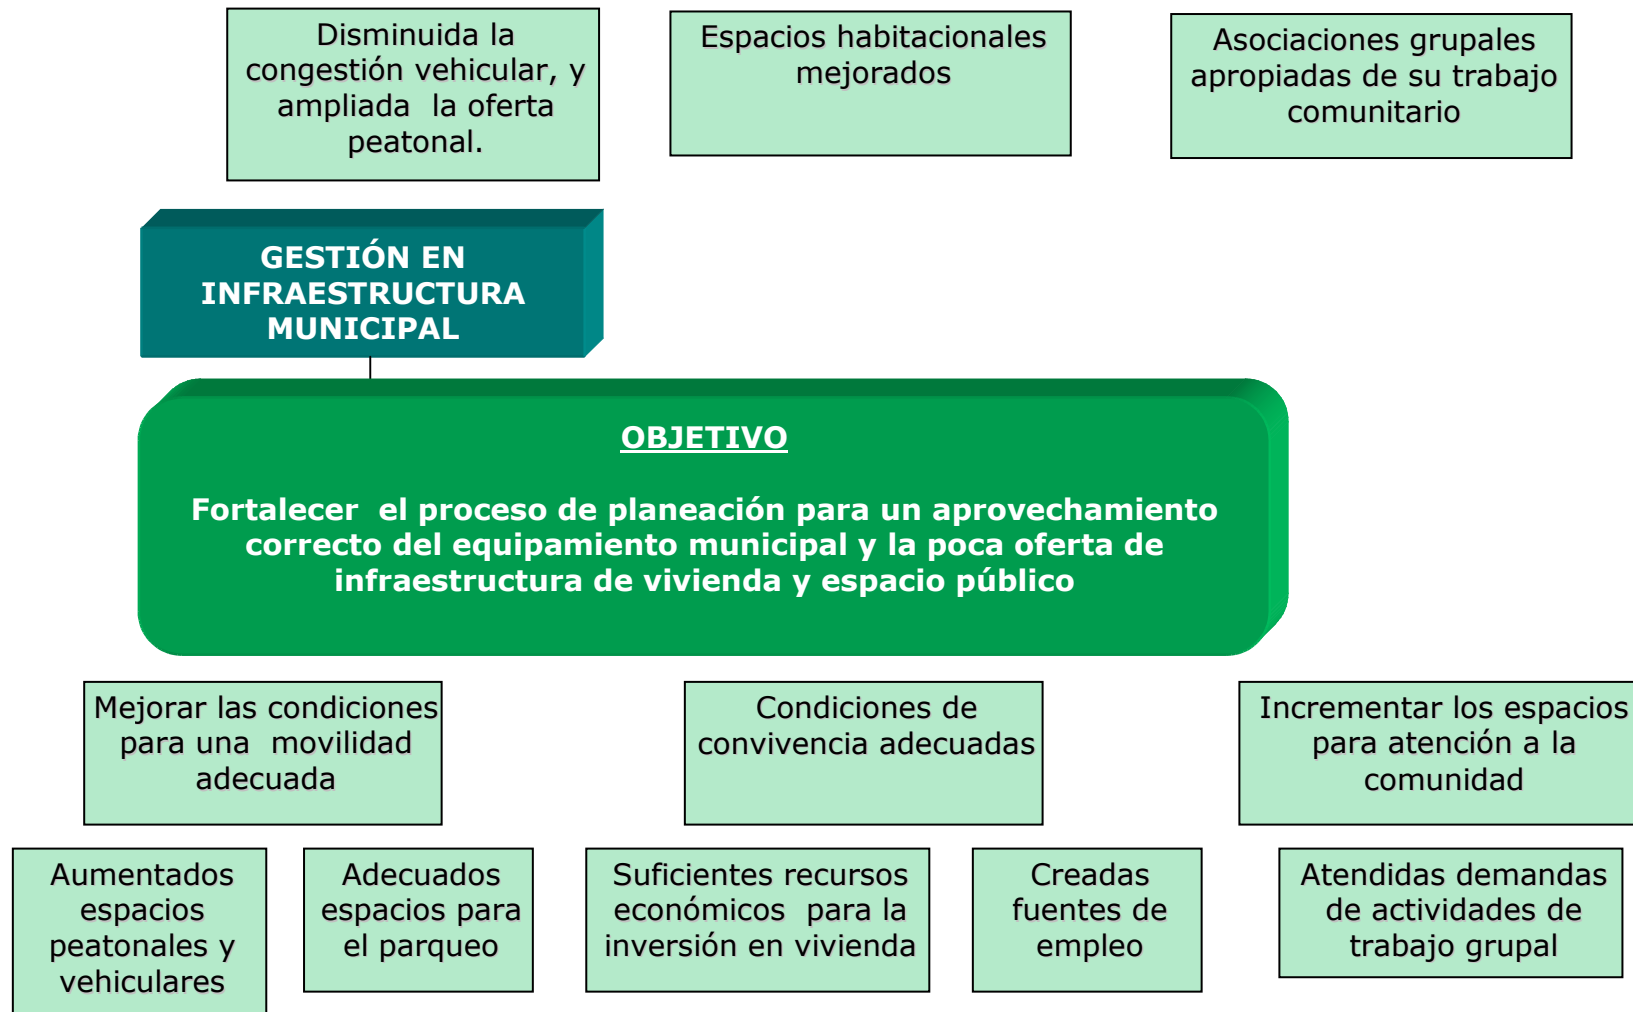 Disminuida la
congestión vehicular, y
ampliada  la oferta
peatonal.
Espacios habitacionales
mejorados
Asociaciones grupales
apropiadas de su trabajo
comunitario
GESTIÓN EN
INFRAESTRUCTURA
MUNICIPAL
OBJETIVO
Fortalecer  el proceso de planeación para un aprovechamiento
correcto del equipamiento municipal y la poca oferta de
infraestructura de vivienda y espacio público
Mejorar las condiciones
para una  movilidad
adecuada
Condiciones de
convivencia adecuadas
Incrementar los espacios
para atención a la
comunidad
Aumentados
espacios
peatonales y
vehiculares
Adecuados
espacios para
el parqueo
Suficientes recursos
económicos  para la
inversión en vivienda
Creadas
fuentes de
empleo
Atendidas demandas
de actividades de
trabajo grupal